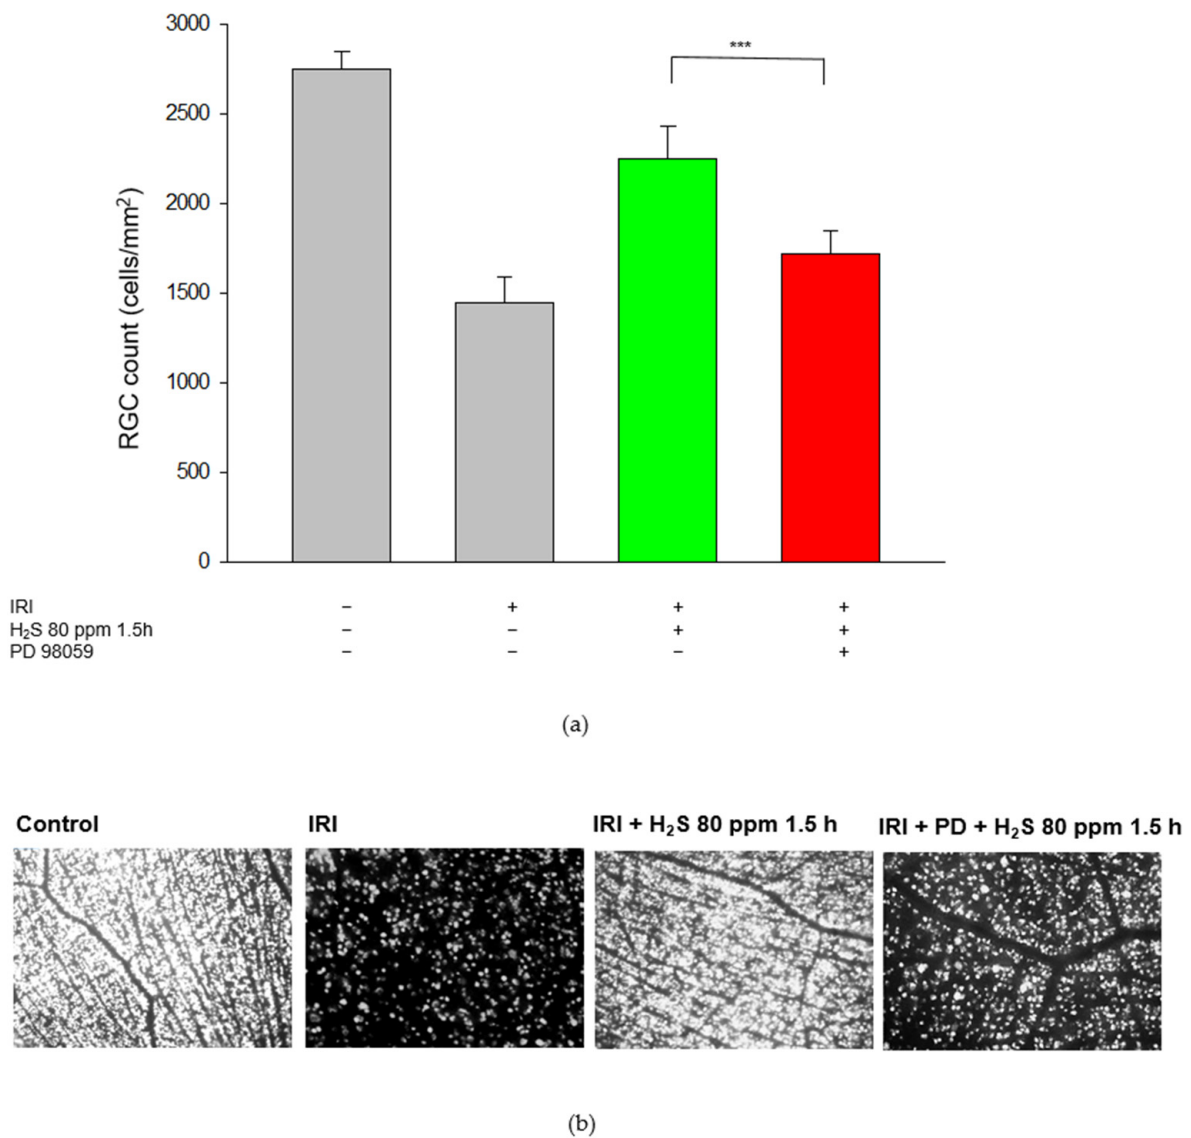 3000
2500
2000
1500
1000
500
0
RGC count (cells/mm²)
***
IRI − + + +
H₂S 80 ppm 1.5h − − + +
PD 98059 − − − +
(a)
Control IRI IRI + H₂S 80 ppm 1.5 h IRI + PD + H₂S 80 ppm 1.5 h
(b)